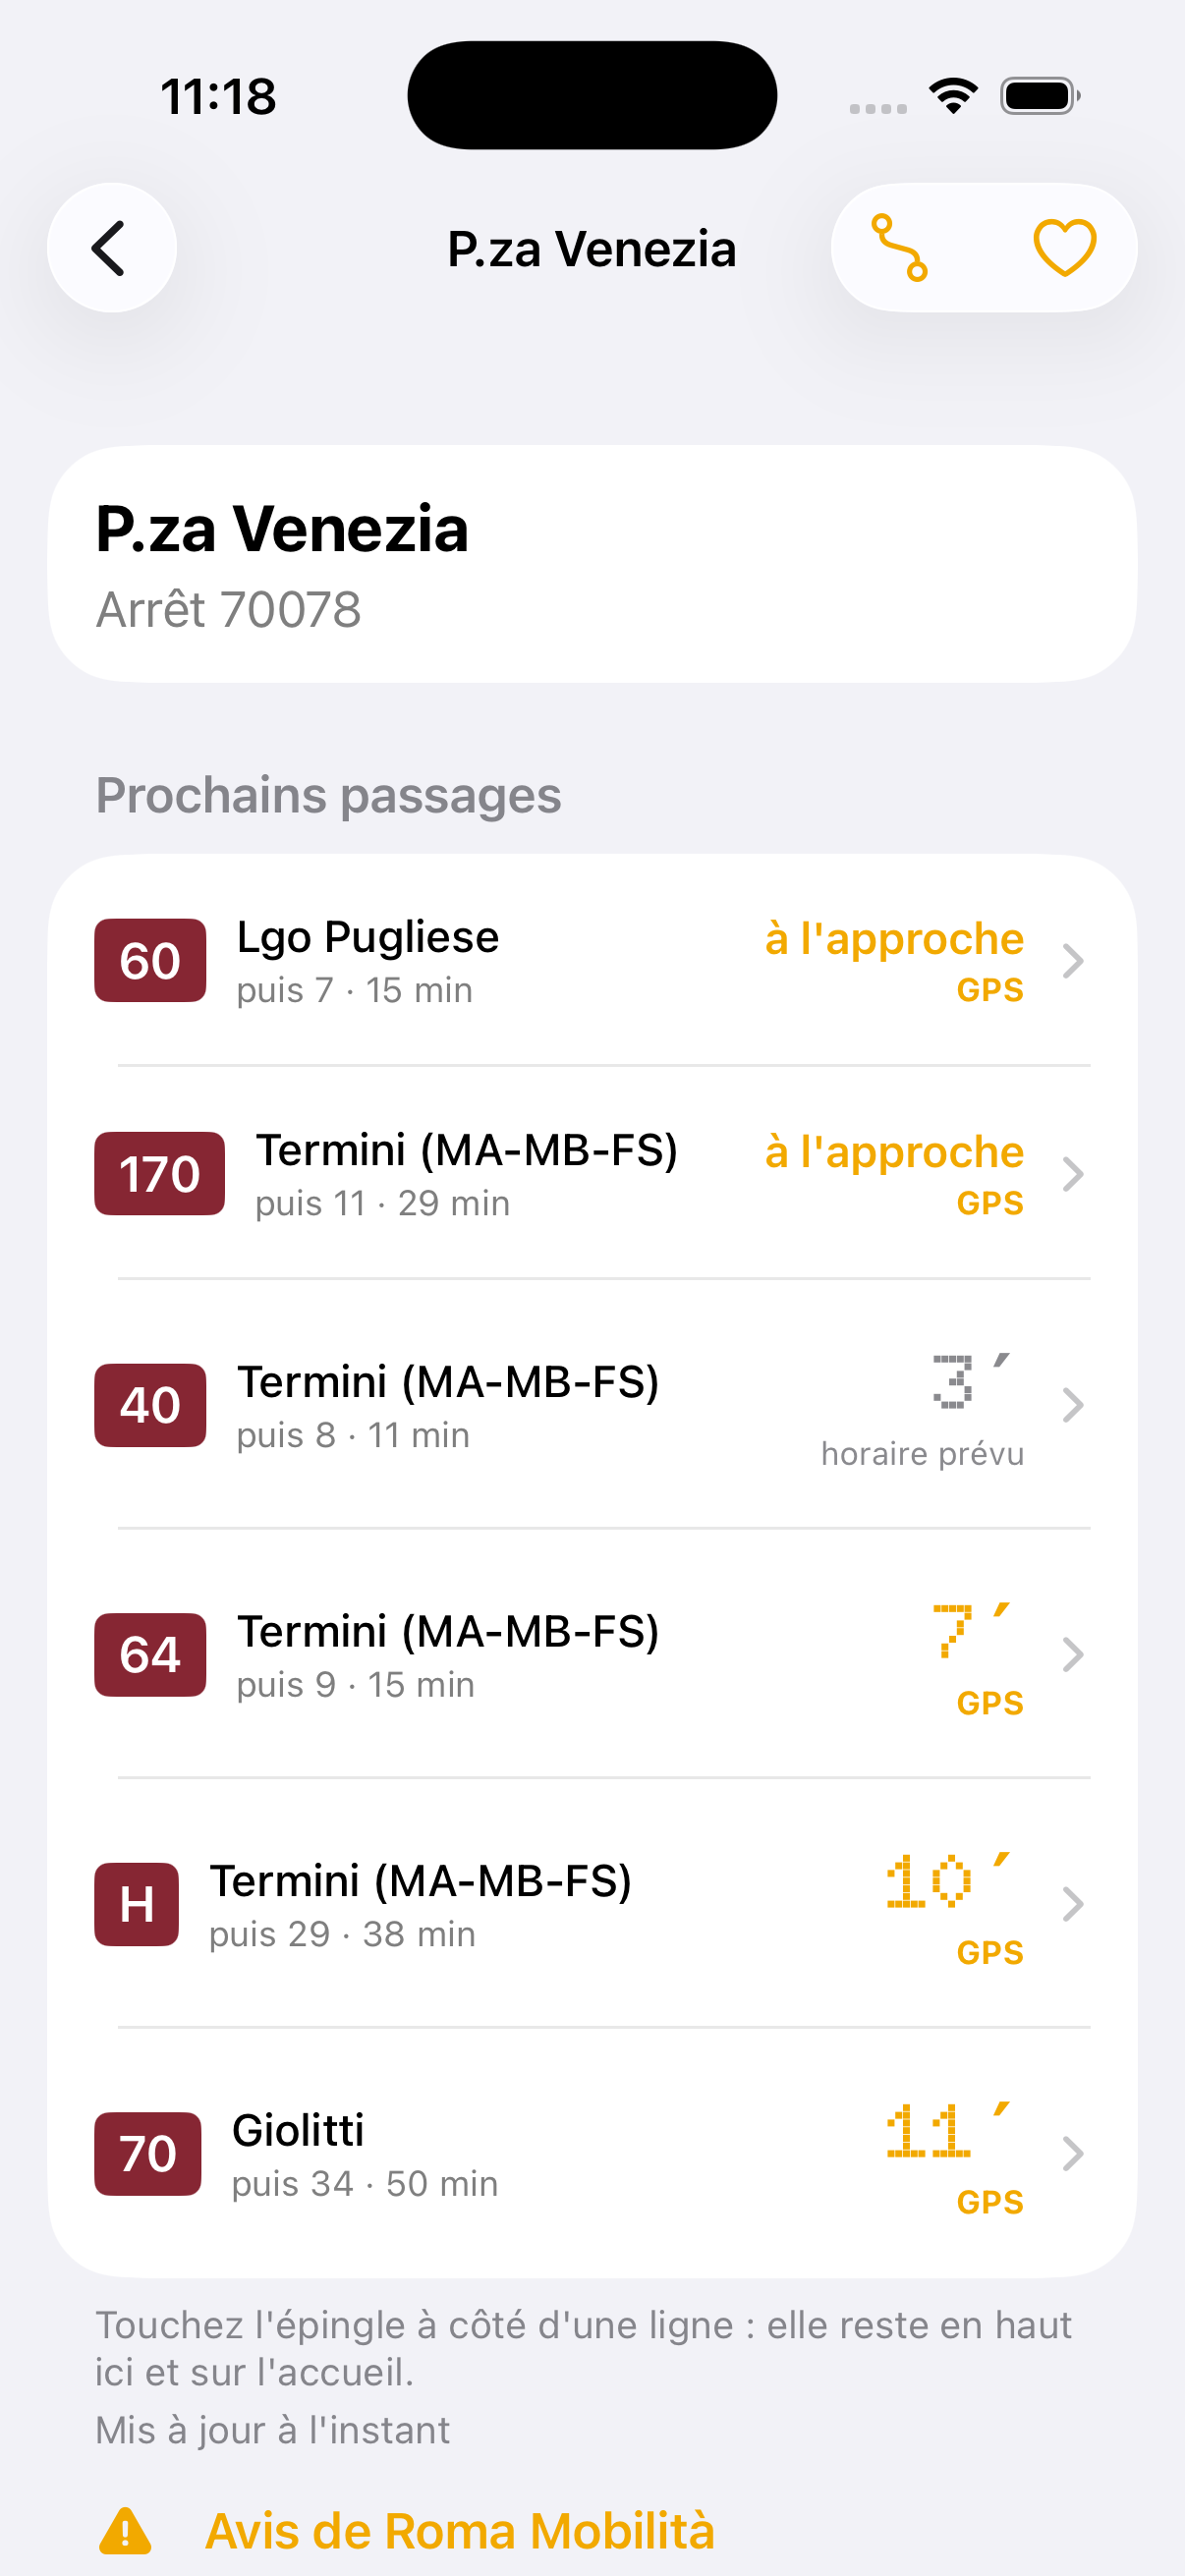 11:18
P.za Venezia
P.za Venezia
Arrêt 70078
Prochains passages
60 Lgo Pugliese à l'approche
puis 7 · 15 min GPS
170 Termini (MA-MB-FS) à l'approche
puis 11 · 29 min GPS
40 Termini (MA-MB-FS) 3′
puis 8 · 11 min horaire prévu
64 Termini (MA-MB-FS) 7′
puis 9 · 15 min GPS
H Termini (MA-MB-FS) 10′
puis 29 · 38 min GPS
70 Giolitti 11′
puis 34 · 50 min GPS
Touchez l'épingle à côté d'une ligne : elle reste en haut
ici et sur l'accueil.
Mis à jour à l'instant
Avis de Roma Mobilità